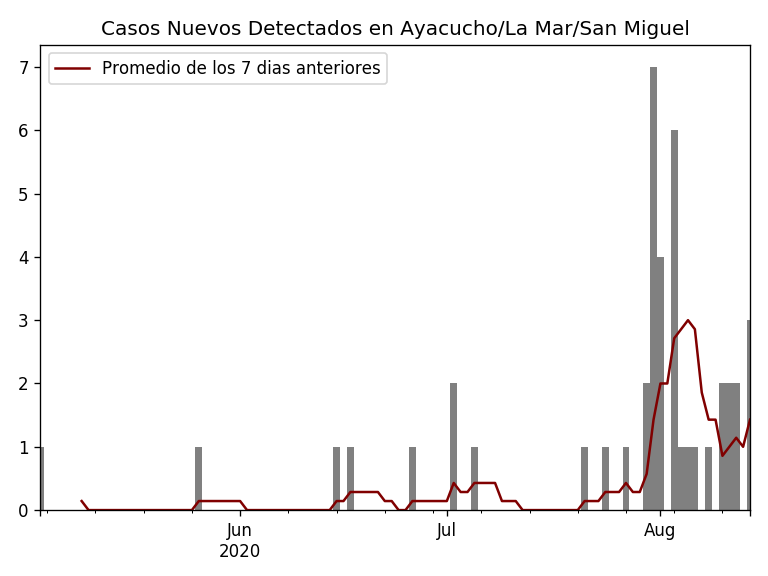 Casos Nuevos Detectados en Ayacucho/La Mar/San Miguel
Promedio de los 7 dias anteriores
7
6
5
4
3
2
1
0
Jun
2020
Jul
Aug